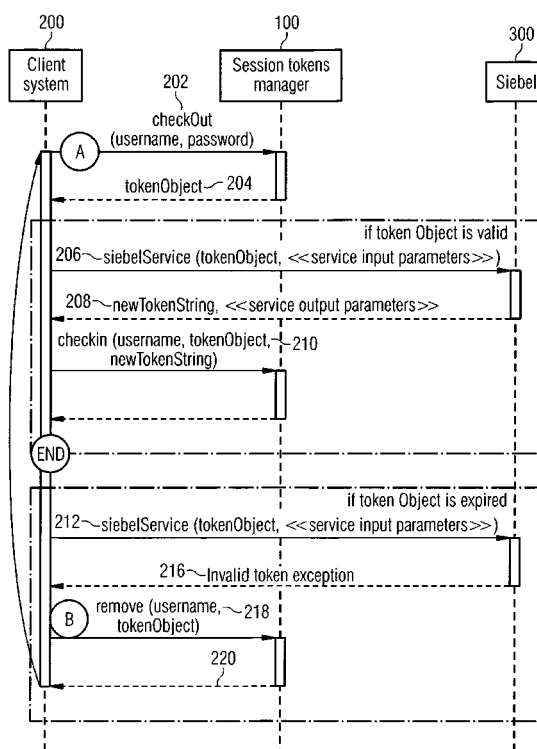 200
100
300
Client
system
Session tokens
manager
Siebel
202
checkOut
(username, password)
A
tokenObject
204
if token Object is valid
206
siebelService (tokenObject, <<service input parameters>>)
208
newTokenString, <<service output parameters>>
checkin (username, tokenObject,
newTokenString)
210
END
if token Object is expired
212
siebelService (tokenObject, <<service input parameters>>)
216
Invalid token exception
B
remove (username,
tokenObject)
218
220